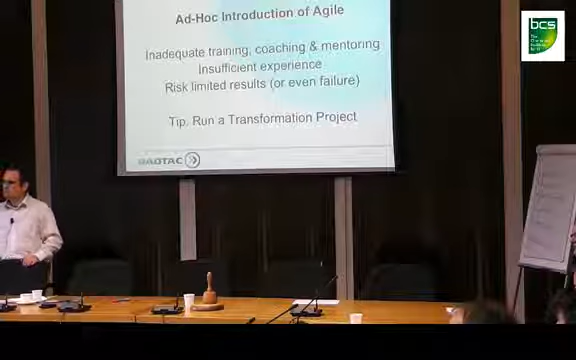 Ad-Hoc Introduction of Agile
Inadequate training, coaching & mentoring
Insufficient experience
Risk limited results (or even failure)
Tip. Run a Transformation Project
RADTAC
bcs